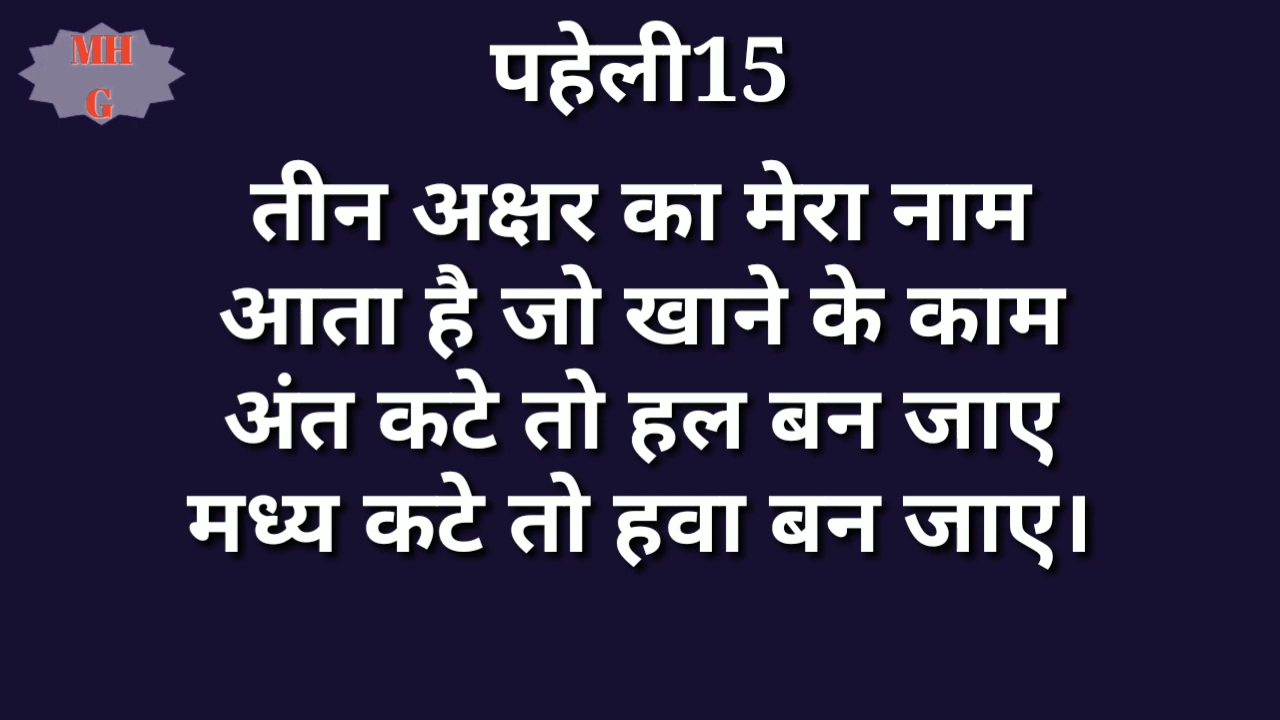 MH
G
पहेली15
तीन अक्षर का मेरा नाम
आता है जो खाने के काम
अंत कटे तो हल बन जाए
मध्य कटे तो हवा बन जाए।